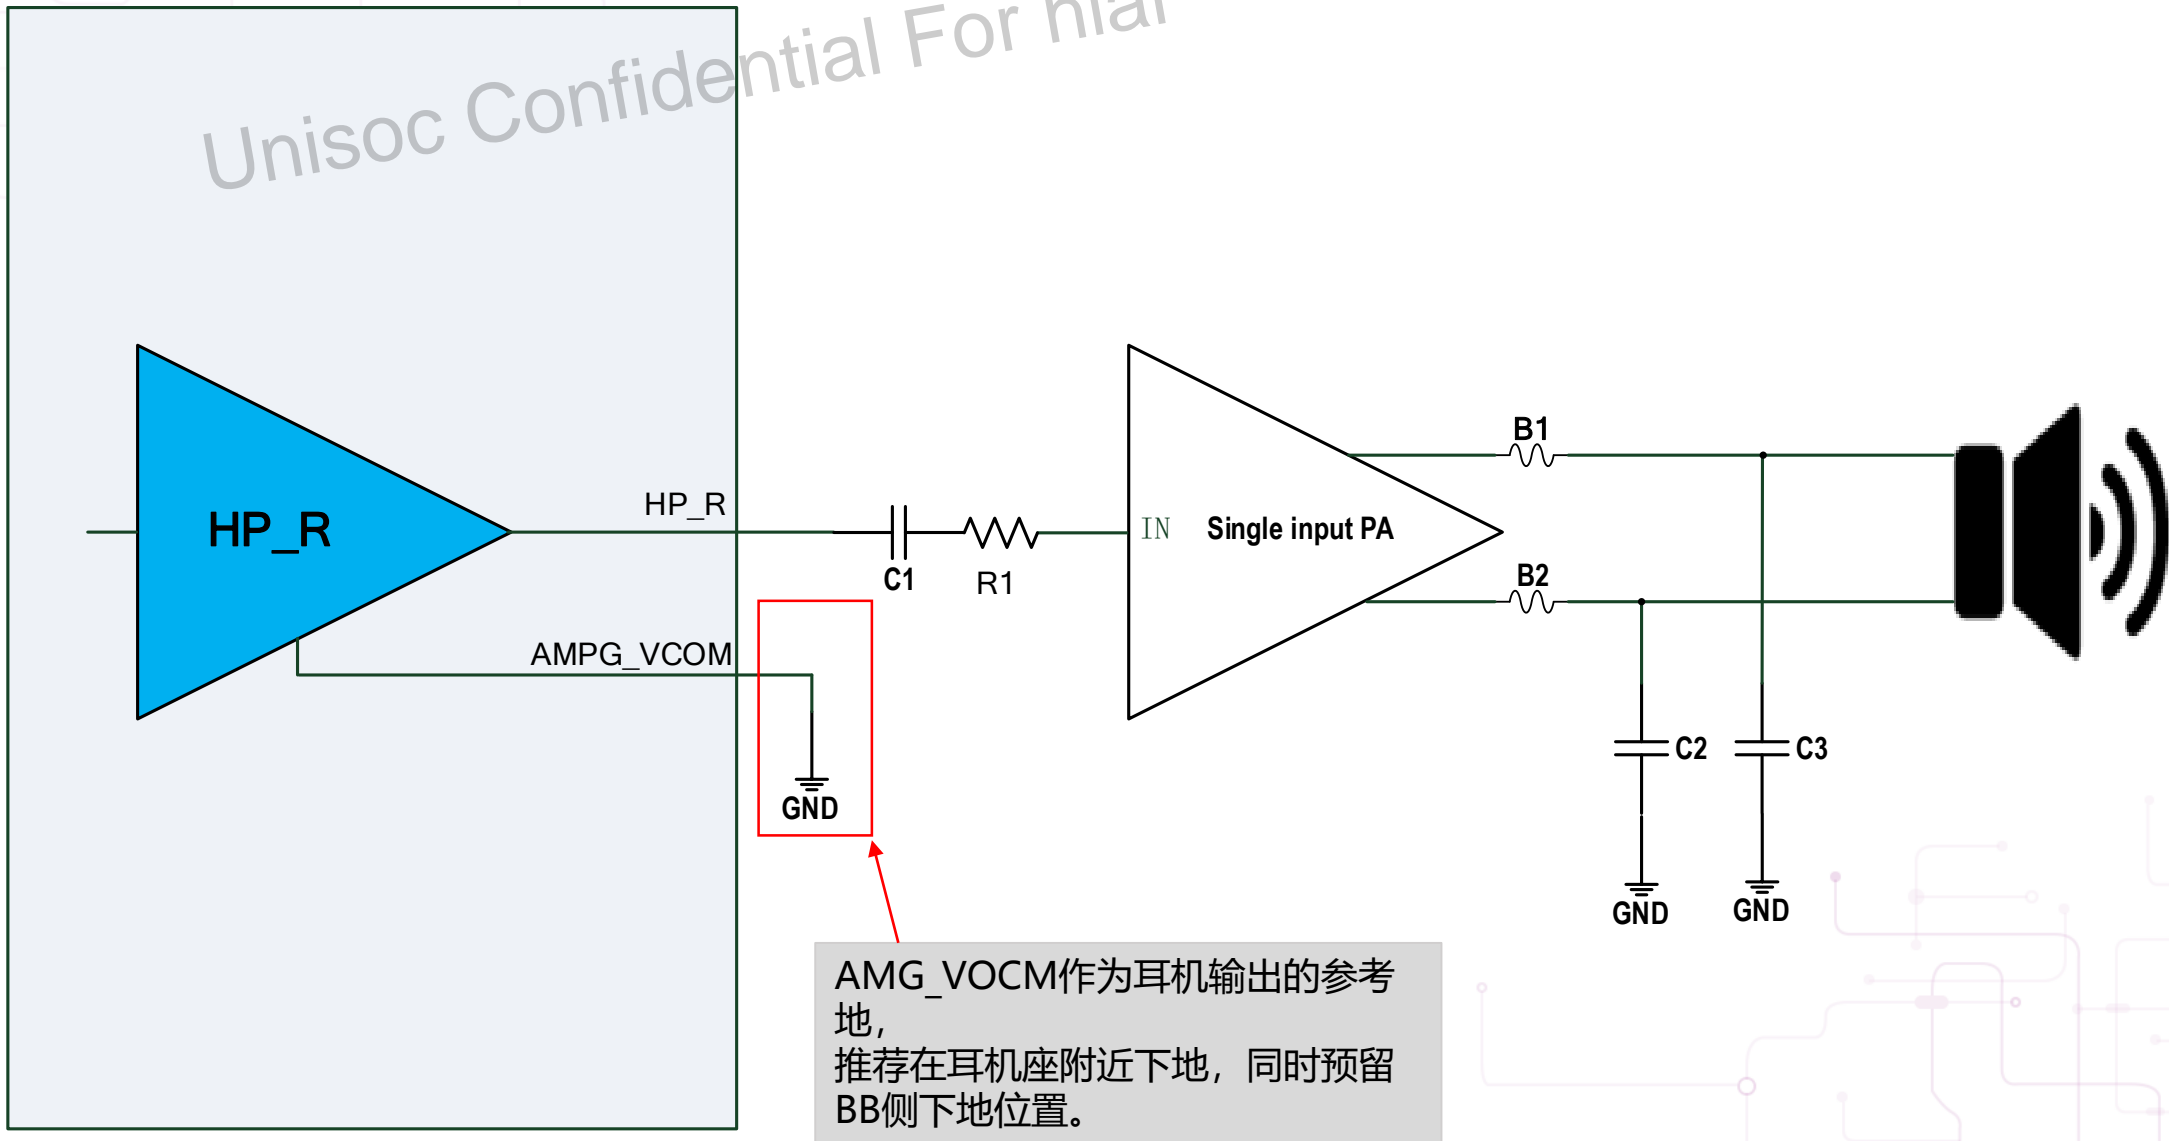 Unisoc Confidential For hiar
HP_R
HP_R
AMPG_VCOM
C1
R1
GND
IN
Single input PA
B1
B2
C2
C3
GND
GND
AMG_VOCM作为耳机输出的参考
地，
推荐在耳机座附近下地，同时预留
BB侧下地位置。